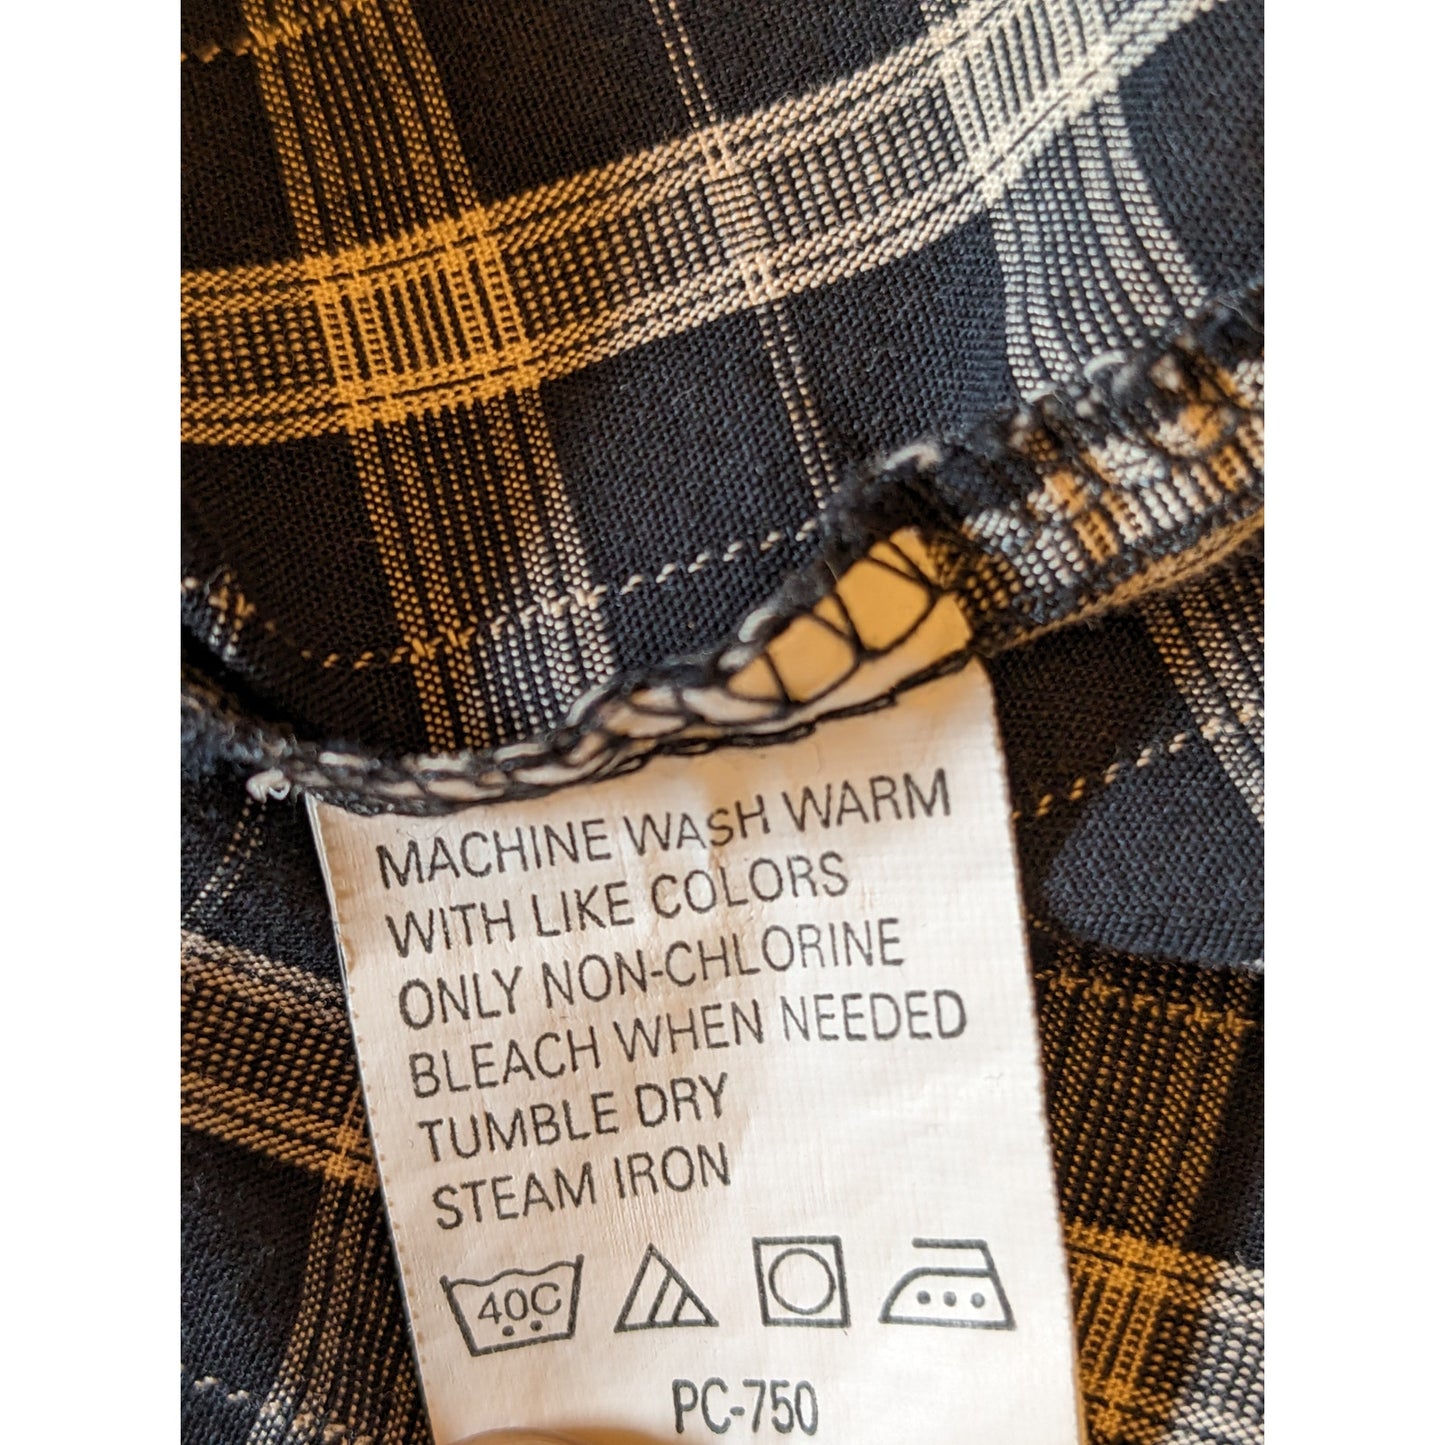 MACHINE WASH WARM
WITH LIKE COLORS
ONLY NON-CHLORINE
BLEACH WHEN NEEDED
TUMBLE DRY
STEAM IRON
40C
PC-750